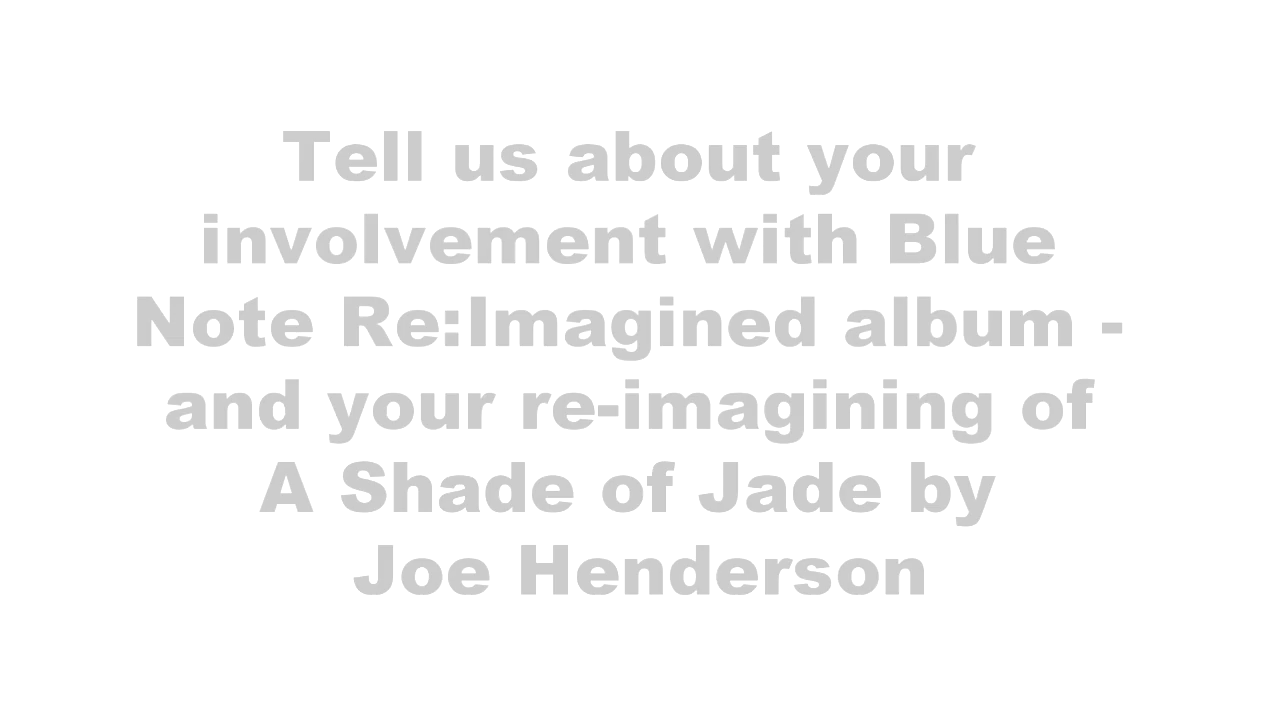 Tell us about your
involvement with Blue
Note Re:Imagined album -
and your re-imagining of
A Shade of Jade by
Joe Henderson